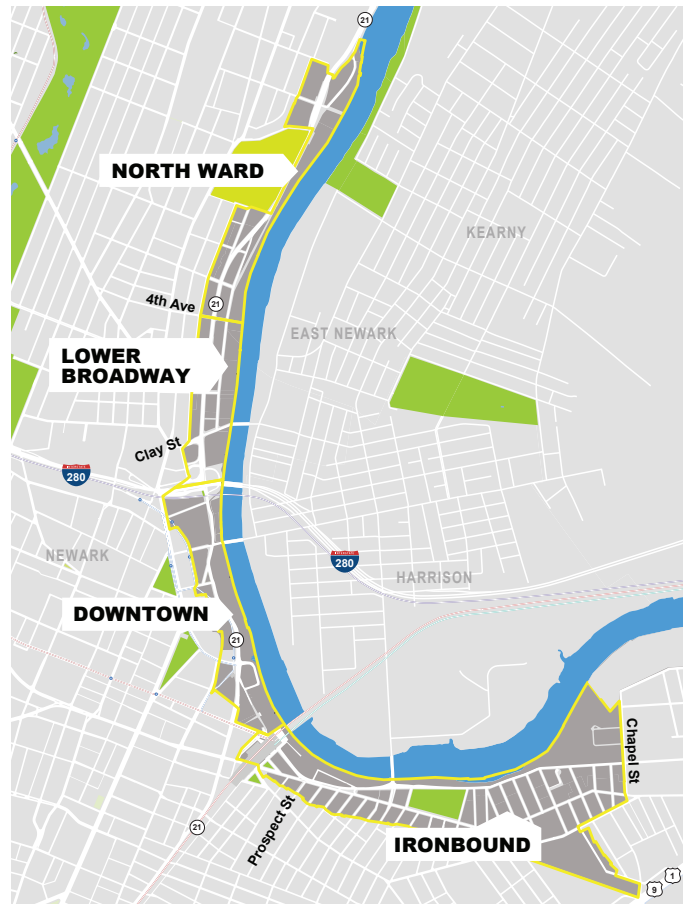 21
NORTH WARD
KEARNY
4th Ave
21
EAST NEWARK
LOWER
BROADWAY
Clay St
280
NEWARK
280
HARRISON
DOWNTOWN
21
Chapel St
Prospect St
21
IRONBOUND
1
9